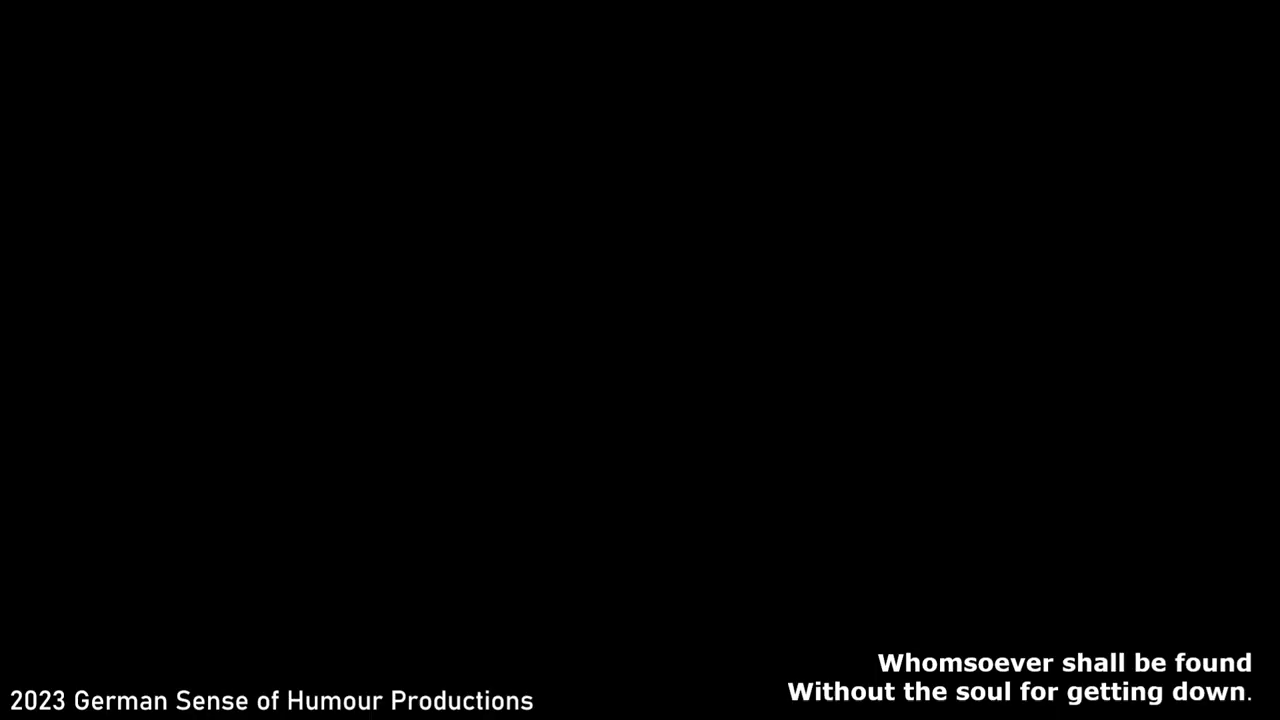 Whomsoever shall be found
Without the soul for getting down.
2023 German Sense of Humour Productions